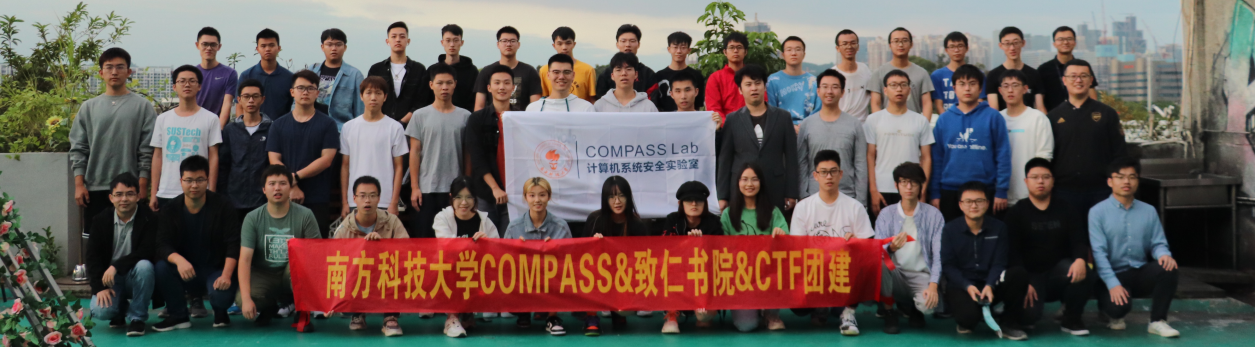 SUSTech
COMPASS Lab
计算机系统安全实验室
南方科技大学COMPASS&致仁书院&CTF团建